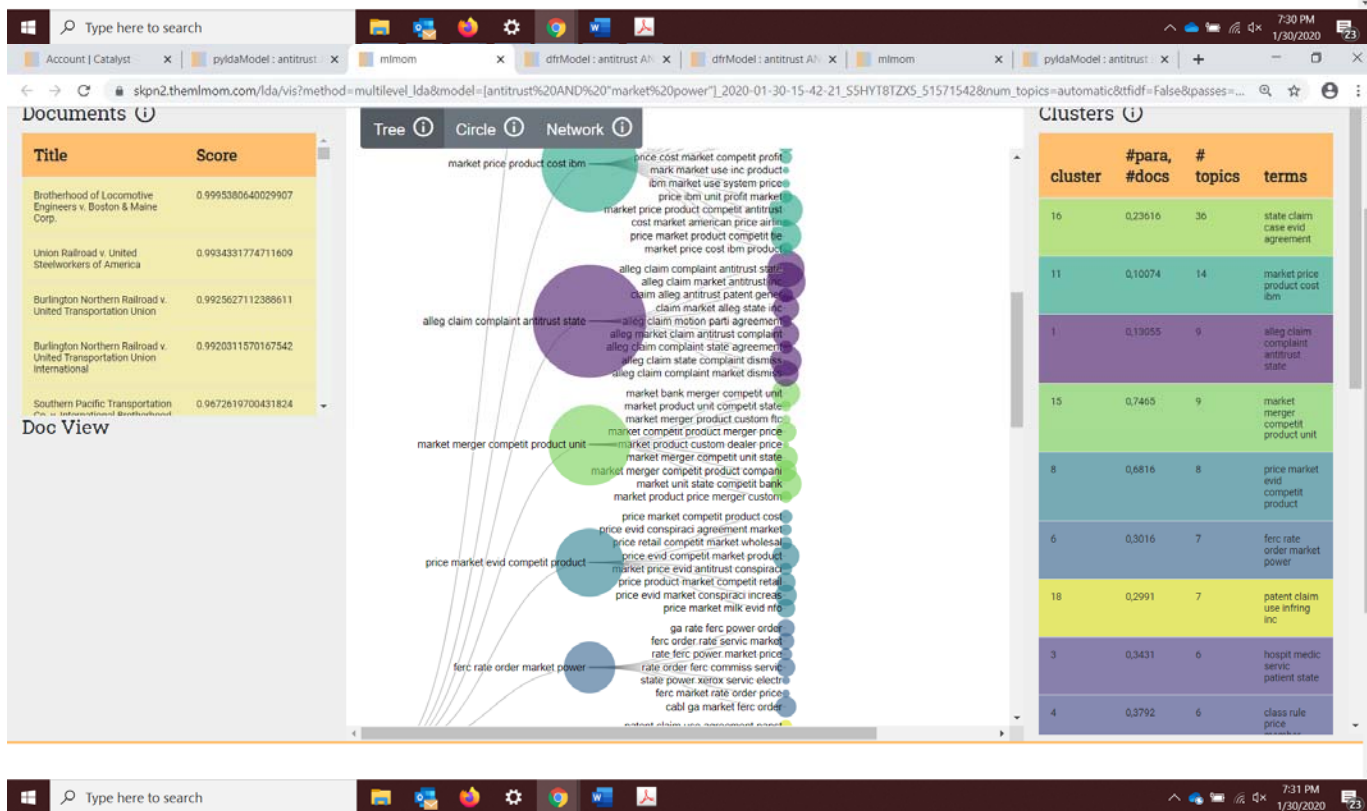 Type here to search
7:30 PM
1/30/2020
23
Account | Catalyst
pyldaModel : antitrust
mlmom
dfrModel : antitrust AN
dfrModel : antitrust AN
mlmom
pyldaModel : antitrust
skpn2.themlmom.com/lda/vis?method=multilevel_lda&model=[antitrust%20AND%20"market%20power"]_2020-01-30-15-42-21_S5HYT8TZX5_51571542&num_topics=automatic&tfidf=False&passes=...
Documents
Title Score
Brotherhood of Locomotive
Engineers v. Boston & Maine
Corp.
0.9995380640029907
Union Railroad v. United
Steelworkers of America
0.9934331774711609
Burlington Northern Railroad v.
United Transportation Union
0.9925627112388611
Burlington Northern Railroad v.
United Transportation Union
International
0.9920311570167542
Southern Pacific Transportation
Co. v. International Brotherhood
0.9672619700431824
Doc View
Tree Circle Network
market price product cost ibm
price cost market competit profit
mark market use inc product
ibm market use system price
price ibm unit profit market
market price product competit antitrust
cost market american price airlin
price market product competit tie
market price cost ibm product
alleg claim complaint antitrust state
alleg claim complaint antitrust state
alleg claim market antitrust inc
claim alleg antitrust patent gener
claim market alleg state inc
alleg claim motion parti agreement
alleg market claim antitrust complaint
alleg claim complaint state agreement
alleg claim state complaint dismiss
alleg claim complaint market dismiss
market merger competit product unit
market bank merger competit unit
market product unit competit state
market merger product custom ftc
market competit product merger price
market product custom dealer price
market merger competit unit state
market merger competit product compani
market unit state competit bank
market product price merger custom
price market evid competit product
price market competit product cost
price evid conspiraci agreement market
price retail competit market wholesal
price evid competit market product
market price evid antitrust conspiraci
price product market competit retail
price evid market conspiraci increas
price market milk evid nfo
ferc rate order market power
ga rate ferc power order
ferc order rate servic market
rate ferc power market price
rate order ferc commiss servic
state power xerox servic electr
ferc market rate order price
cabl ga market ferc order
patent claim use agreement
Clusters
cluster #para, #docs # topics terms
16 0,23616 36 state claim
case evid
agreement
11 0,10074 14 market price
product cost
ibm
1 0,13055 9 alleg claim
complaint
antitrust
state
15 0,7465 9 market
merger
competit
product unit
8 0,6816 8 price market
evid
competit
product
6 0,3016 7 ferc rate
order market
power
18 0,2991 7 patent claim
use infring
inc
3 0,3431 6 hospit medic
servic
patient state
4 0,3792 6 class rule
price
member
Type here to search
7:31 PM
1/30/2020
23